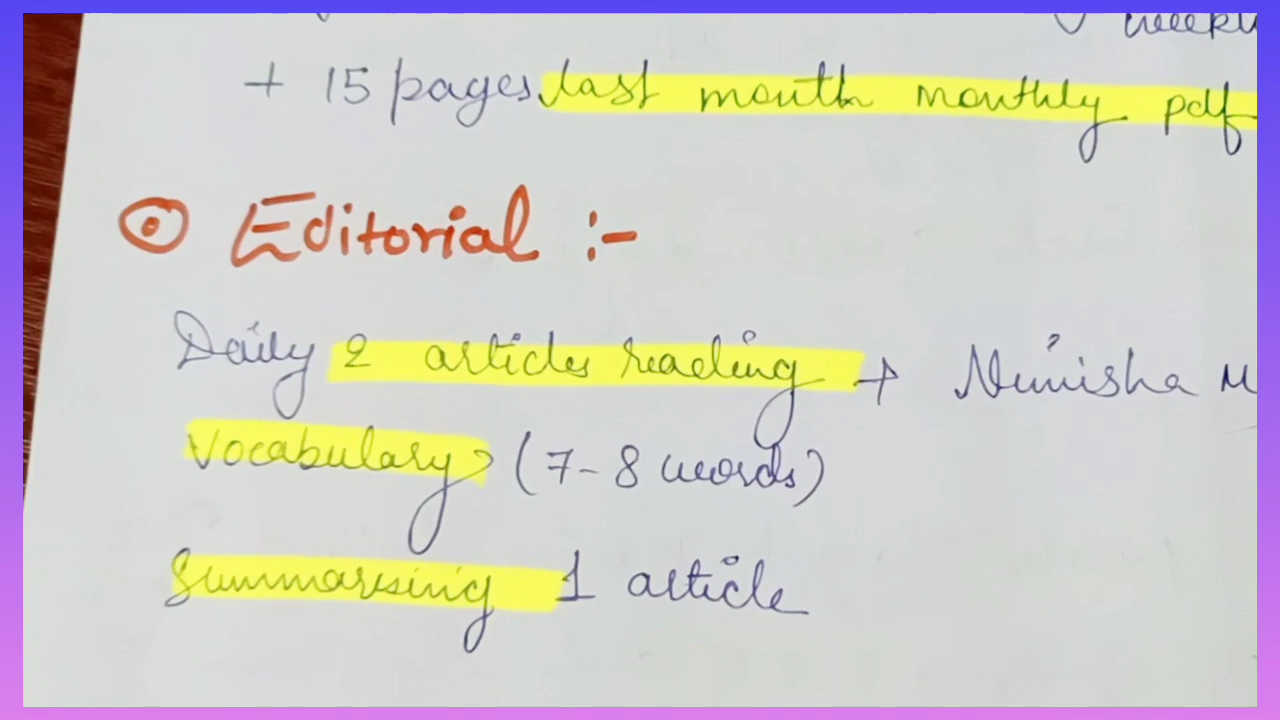 weekl
+ 15 pages last month monthly pdf
⊙ Editorial :-
Daily 2 articles reading + Nimisha M
Vocabulary (7-8 words)
Summarising 1 article